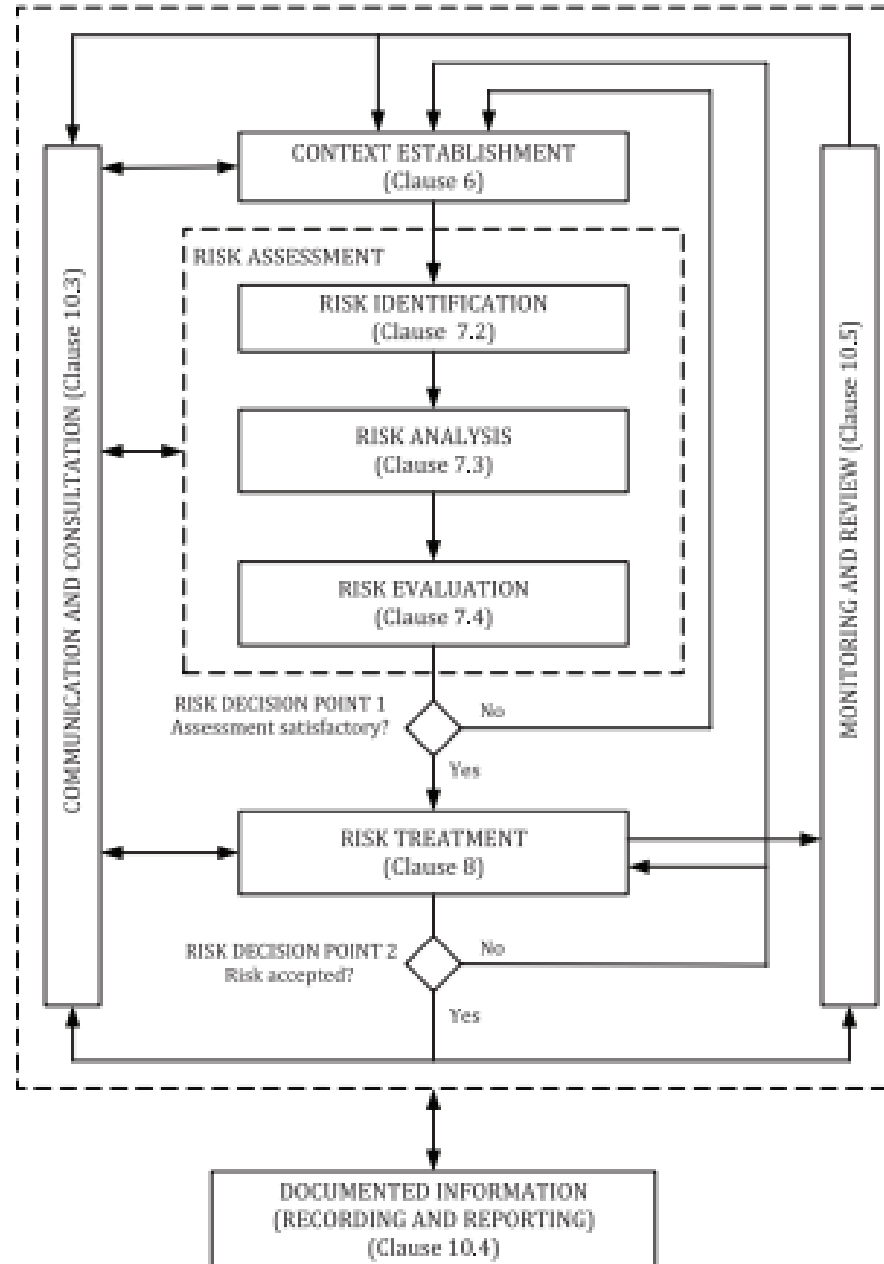 CONTEXT ESTABLISHMENT
(Clause 6)
RISK ASSESSMENT
RISK IDENTIFICATION
(Clause 7.2)
RISK ANALYSIS
(Clause 7.3)
RISK EVALUATION
(Clause 7.4)
RISK DECISION POINT 1
Assessment satisfactory?
No
Yes
RISK TREATMENT
(Clause 8)
RISK DECISION POINT 2
Risk accepted?
No
Yes
COMMUNICATION AND CONSULTATION (Clause 10.3)
MONITORING AND REVIEW (Clause 10.5)
DOCUMENTED INFORMATION
(RECORDING AND REPORTING)
(Clause 10.4)